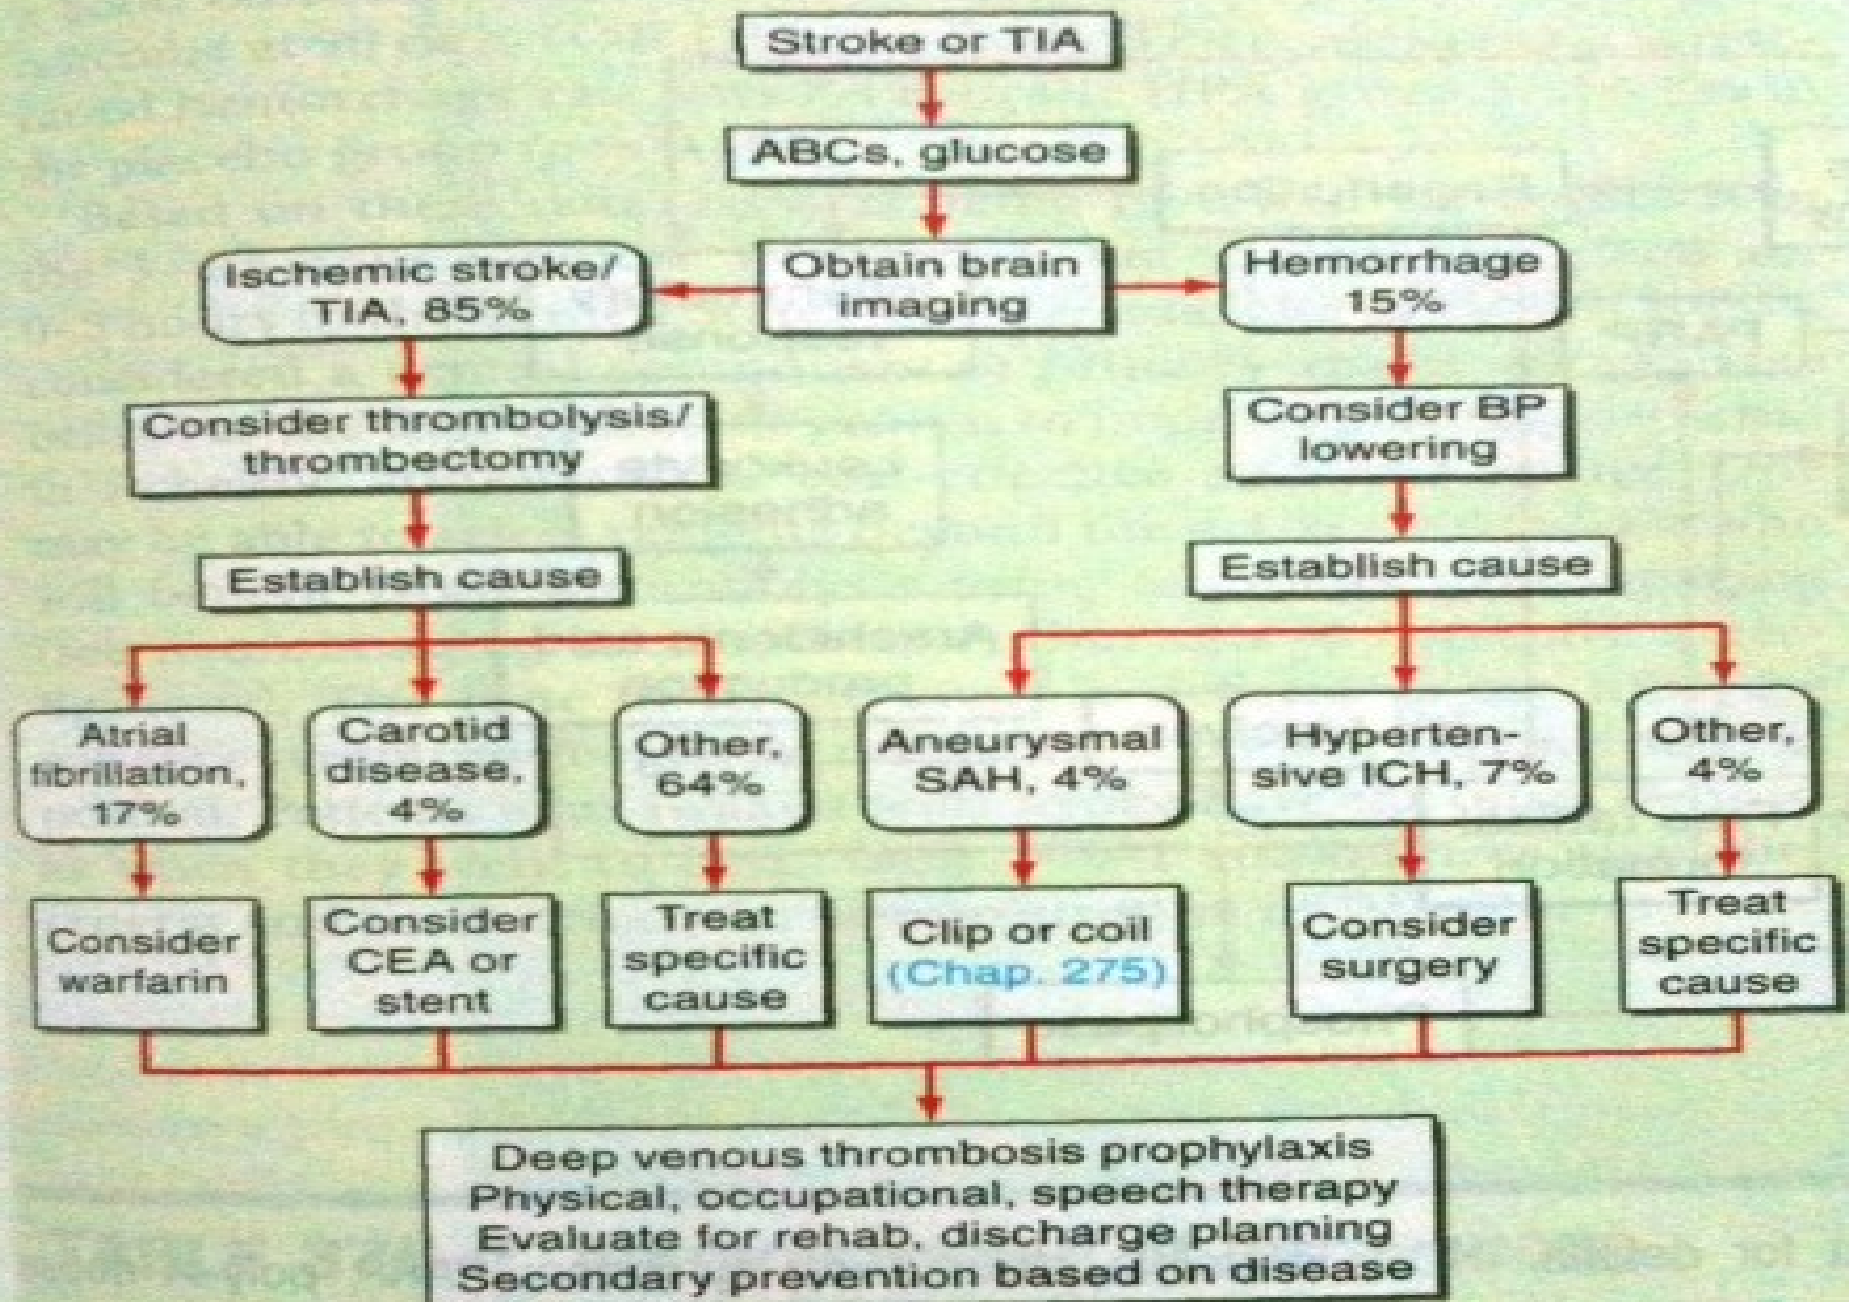 Stroke or TIA
ABCs, glucose
Obtain brain
imaging
Ischemic stroke/
TIA, 85%
Hemorrhage
15%
Consider thrombolysis/
thrombectomy
Consider BP
lowering
Establish cause
Establish cause
Atrial
fibrillation,
17%
Carotid
disease,
4%
Other,
64%
Aneurysmal
SAH, 4%
Hyperten-
sive ICH, 7%
Other,
4%
Consider
warfarin
Consider
CEA or
stent
Treat
specific
cause
Clip or coil
(Chap. 275)
Consider
surgery
Treat
specific
cause
Deep venous thrombosis prophylaxis
Physical, occupational, speech therapy
Evaluate for rehab, discharge planning
Secondary prevention based on disease